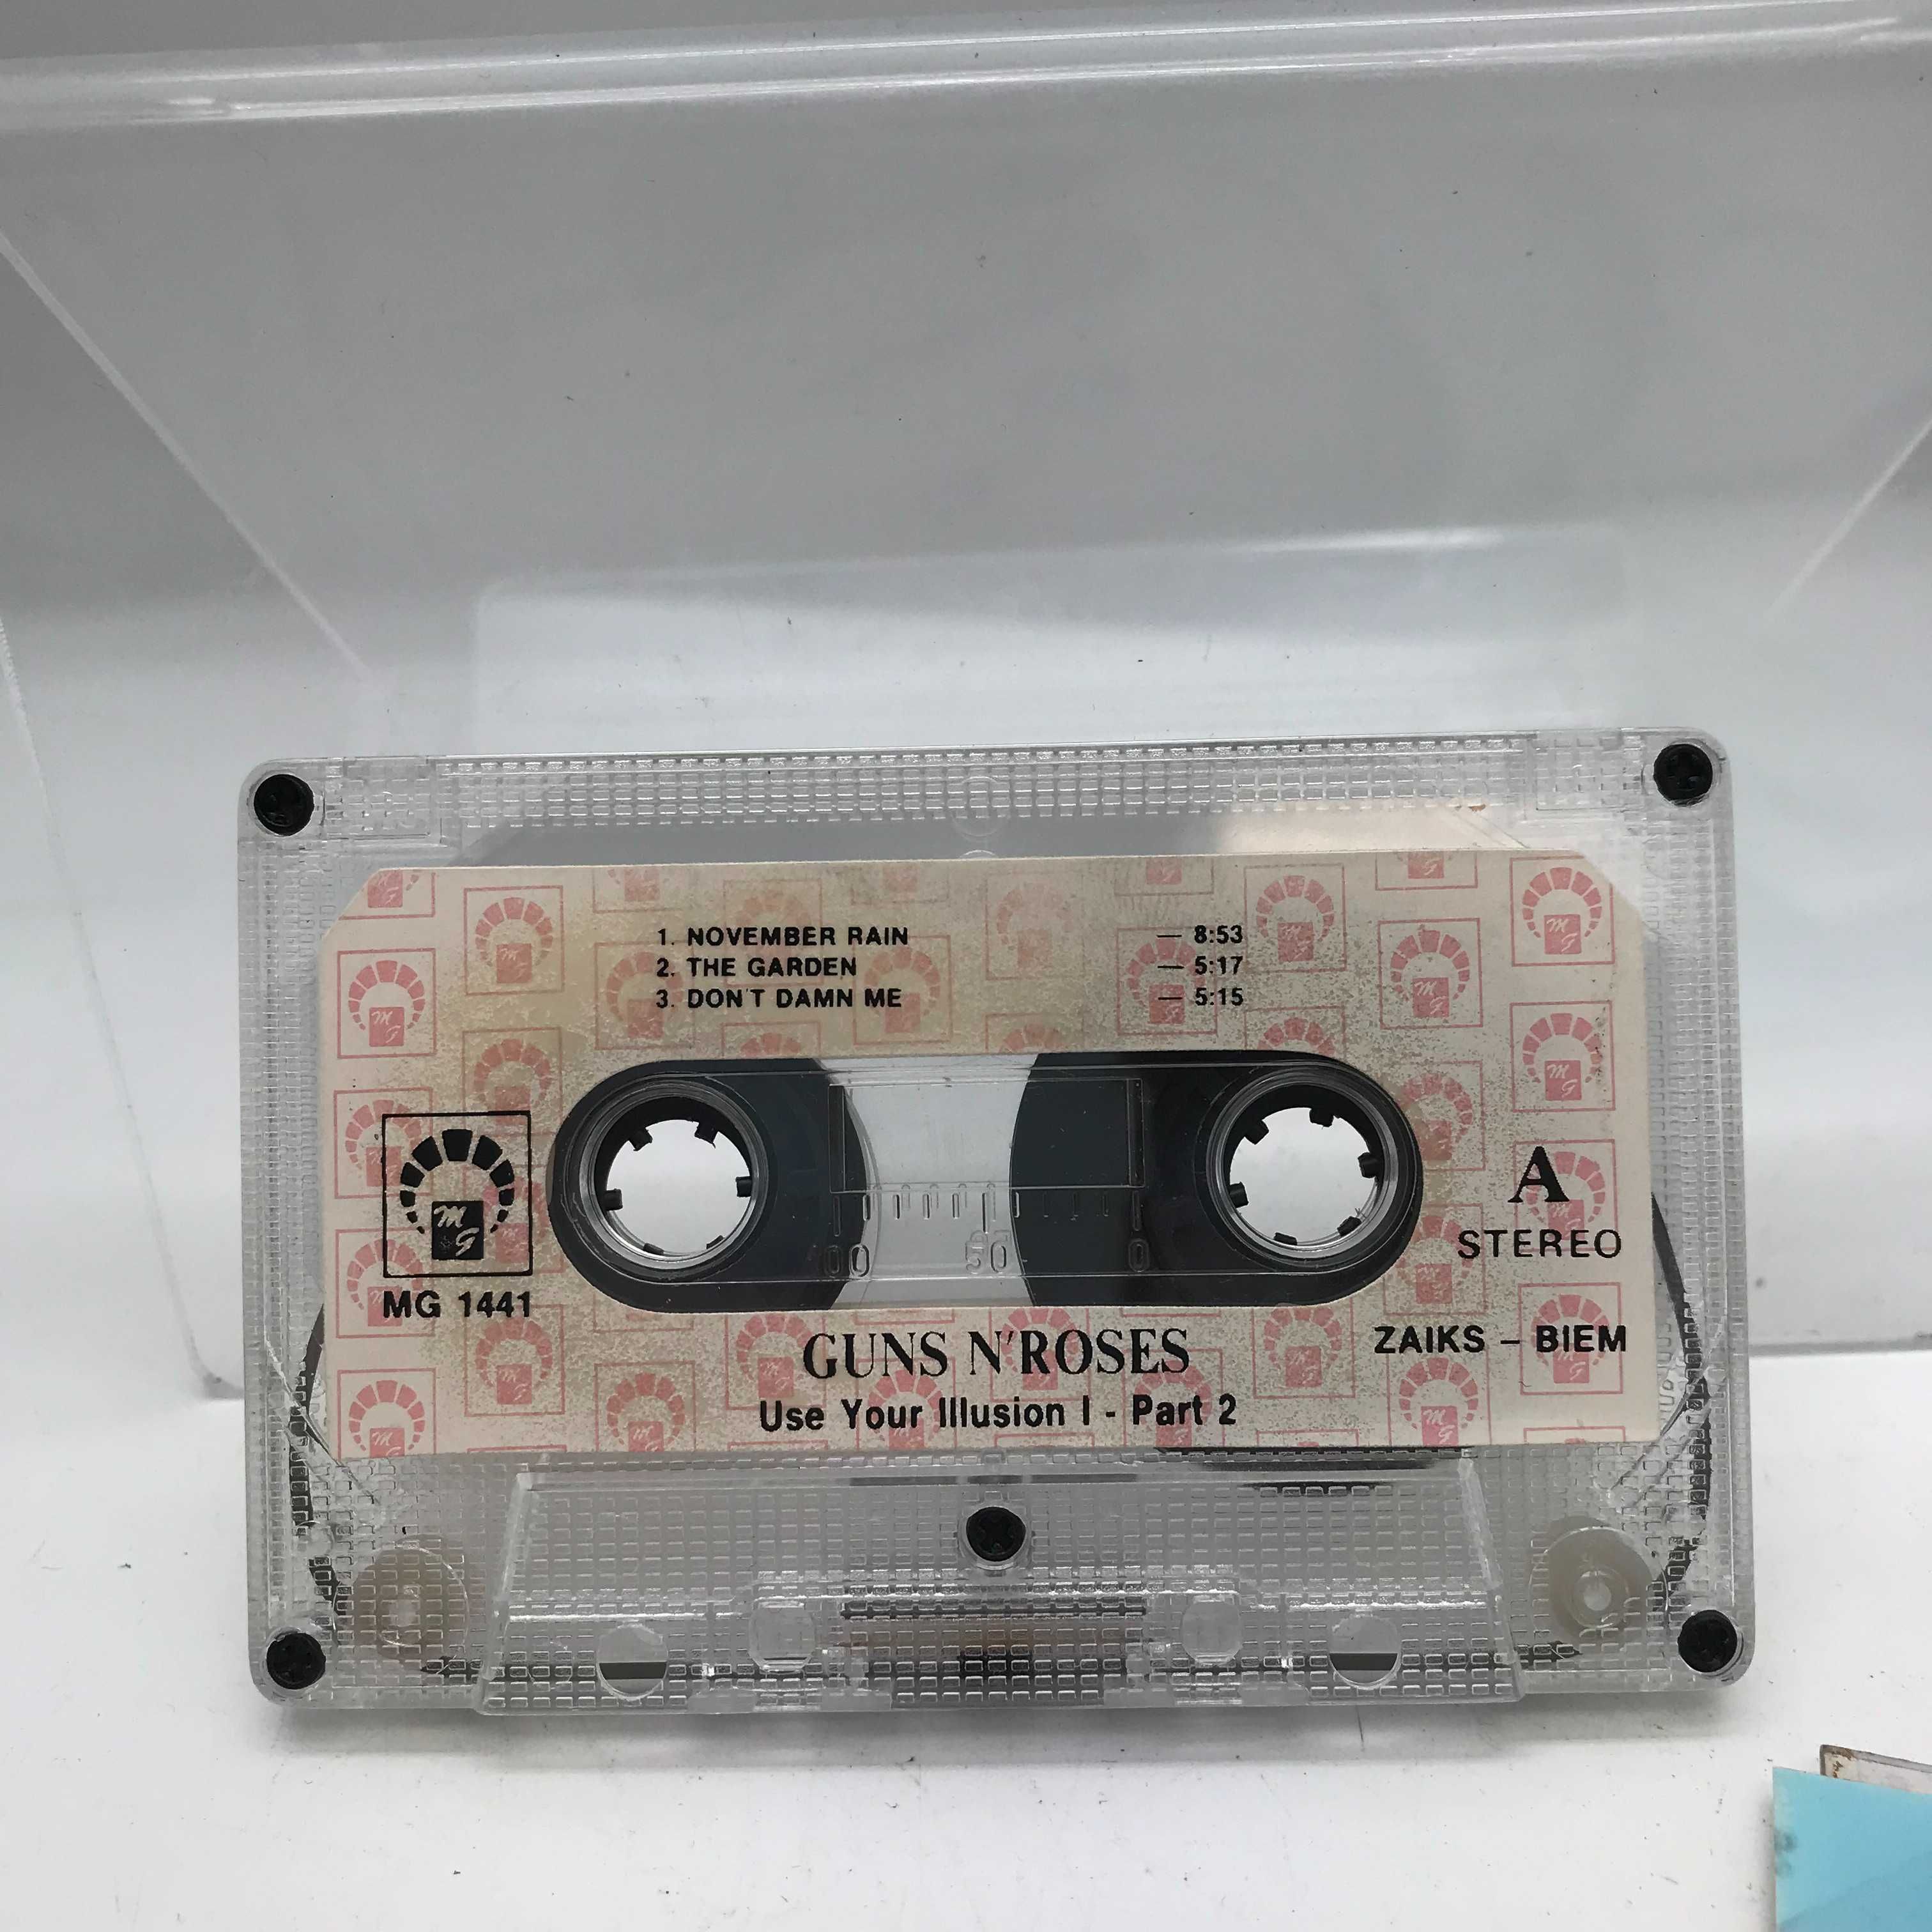 1. NOVEMBER RAIN — 8:53
2. THE GARDEN — 5:17
3. DON'T DAMN ME — 5:15
MG
MG 1441
100 50 0
A
STEREO
ZAIKS – BIEM
GUNS N'ROSES
Use Your Illusion I - Part 2